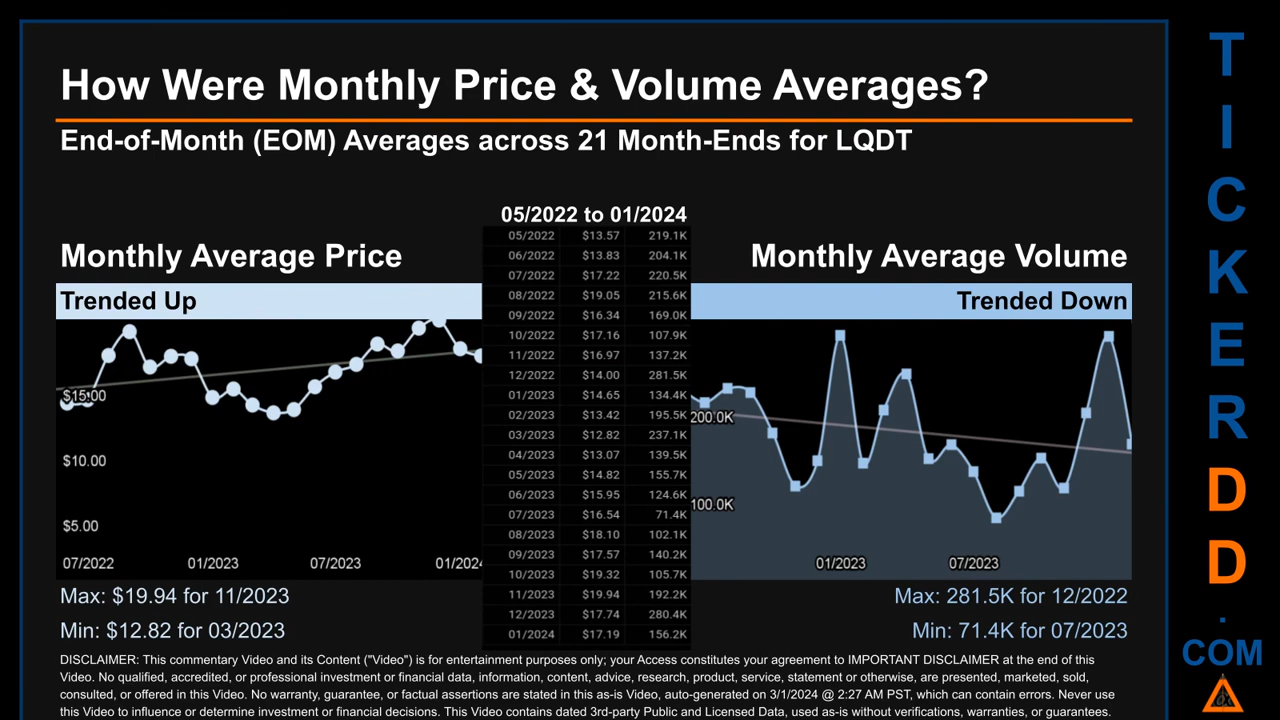 How Were Monthly Price & Volume Averages?
End-of-Month (EOM) Averages across 21 Month-Ends for LQDT
05/2022 to 01/2024
Monthly Average Price
Trended Up
$15.00
$10.00
$5.00
07/2022 01/2023 07/2023 01/2024
Max: $19.94 for 11/2023
Min: $12.82 for 03/2023
05/2022 $13.57 219.1K
06/2022 $13.83 204.1K
07/2022 $17.22 220.5K
08/2022 $19.05 215.6K
09/2022 $16.34 169.0K
10/2022 $17.16 107.9K
11/2022 $16.97 137.2K
12/2022 $14.00 281.5K
01/2023 $14.65 134.4K
02/2023 $13.42 195.5K
03/2023 $12.82 237.1K
04/2023 $13.07 139.5K
05/2023 $14.82 155.7K
06/2023 $15.95 124.6K
07/2023 $16.54 71.4K
08/2023 $18.10 102.1K
09/2023 $17.57 140.2K
10/2023 $19.32 105.7K
11/2023 $19.94 192.2K
12/2023 $17.74 280.4K
01/2024 $17.19 156.2K
Monthly Average Volume
Trended Down
200.0K
100.0K
01/2023 07/2023
Max: 281.5K for 12/2022
Min: 71.4K for 07/2023
DISCLAIMER: This commentary Video and its Content ("Video") is for entertainment purposes only; your Access constitutes your agreement to IMPORTANT DISCLAIMER at the end of this
Video. No qualified, accredited, or professional investment or financial data, information, content, advice, research, product, service, statement or otherwise, are presented, marketed, sold,
consulted, or offered in this Video. No warranty, guarantee, or factual assertions are stated in this as-is Video, auto-generated on 3/1/2024 @ 2:27 AM PST, which can contain errors. Never use
this Video to influence or determine investment or financial decisions. This Video contains dated 3rd-party Public and Licensed Data, used as-is without verifications, warranties, or guarantees.
T
I
C
K
E
R
D
D
.
COM